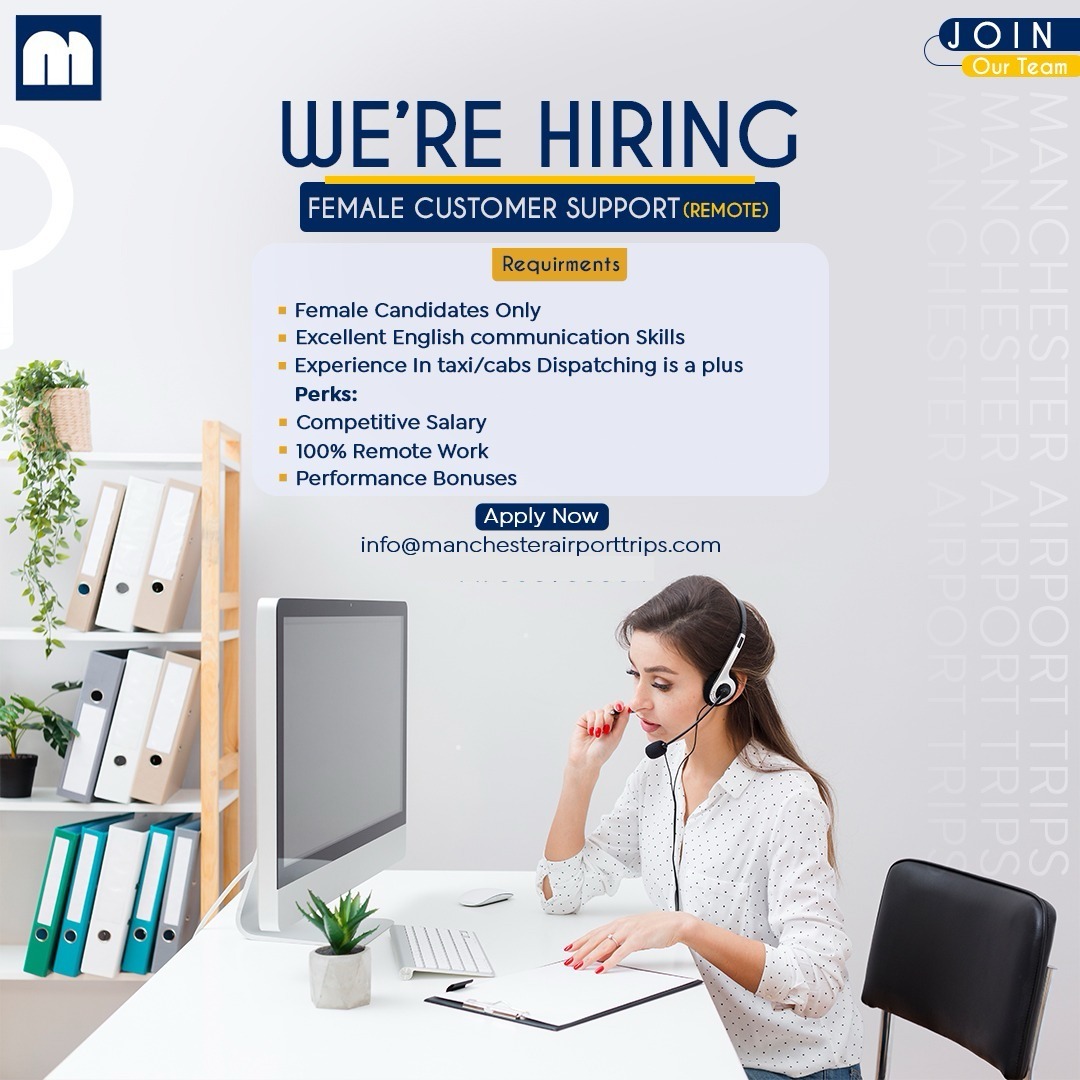 m
JOIN
Our Team
WE'RE HIRING
FEMALE CUSTOMER SUPPORT (REMOTE)
Requirments
Female Candidates Only
Excellent English communication Skills
Experience In taxi/cabs Dispatching is a plus
Perks:
Competitive Salary
100% Remote Work
Performance Bonuses
Apply Now
info@manchesterairporttrips.com
MANCHESTER AIRPORT TRIPS
MANCHESTER AIRPORT TRIPS
MANCHESTER AIRPORT TRIPS